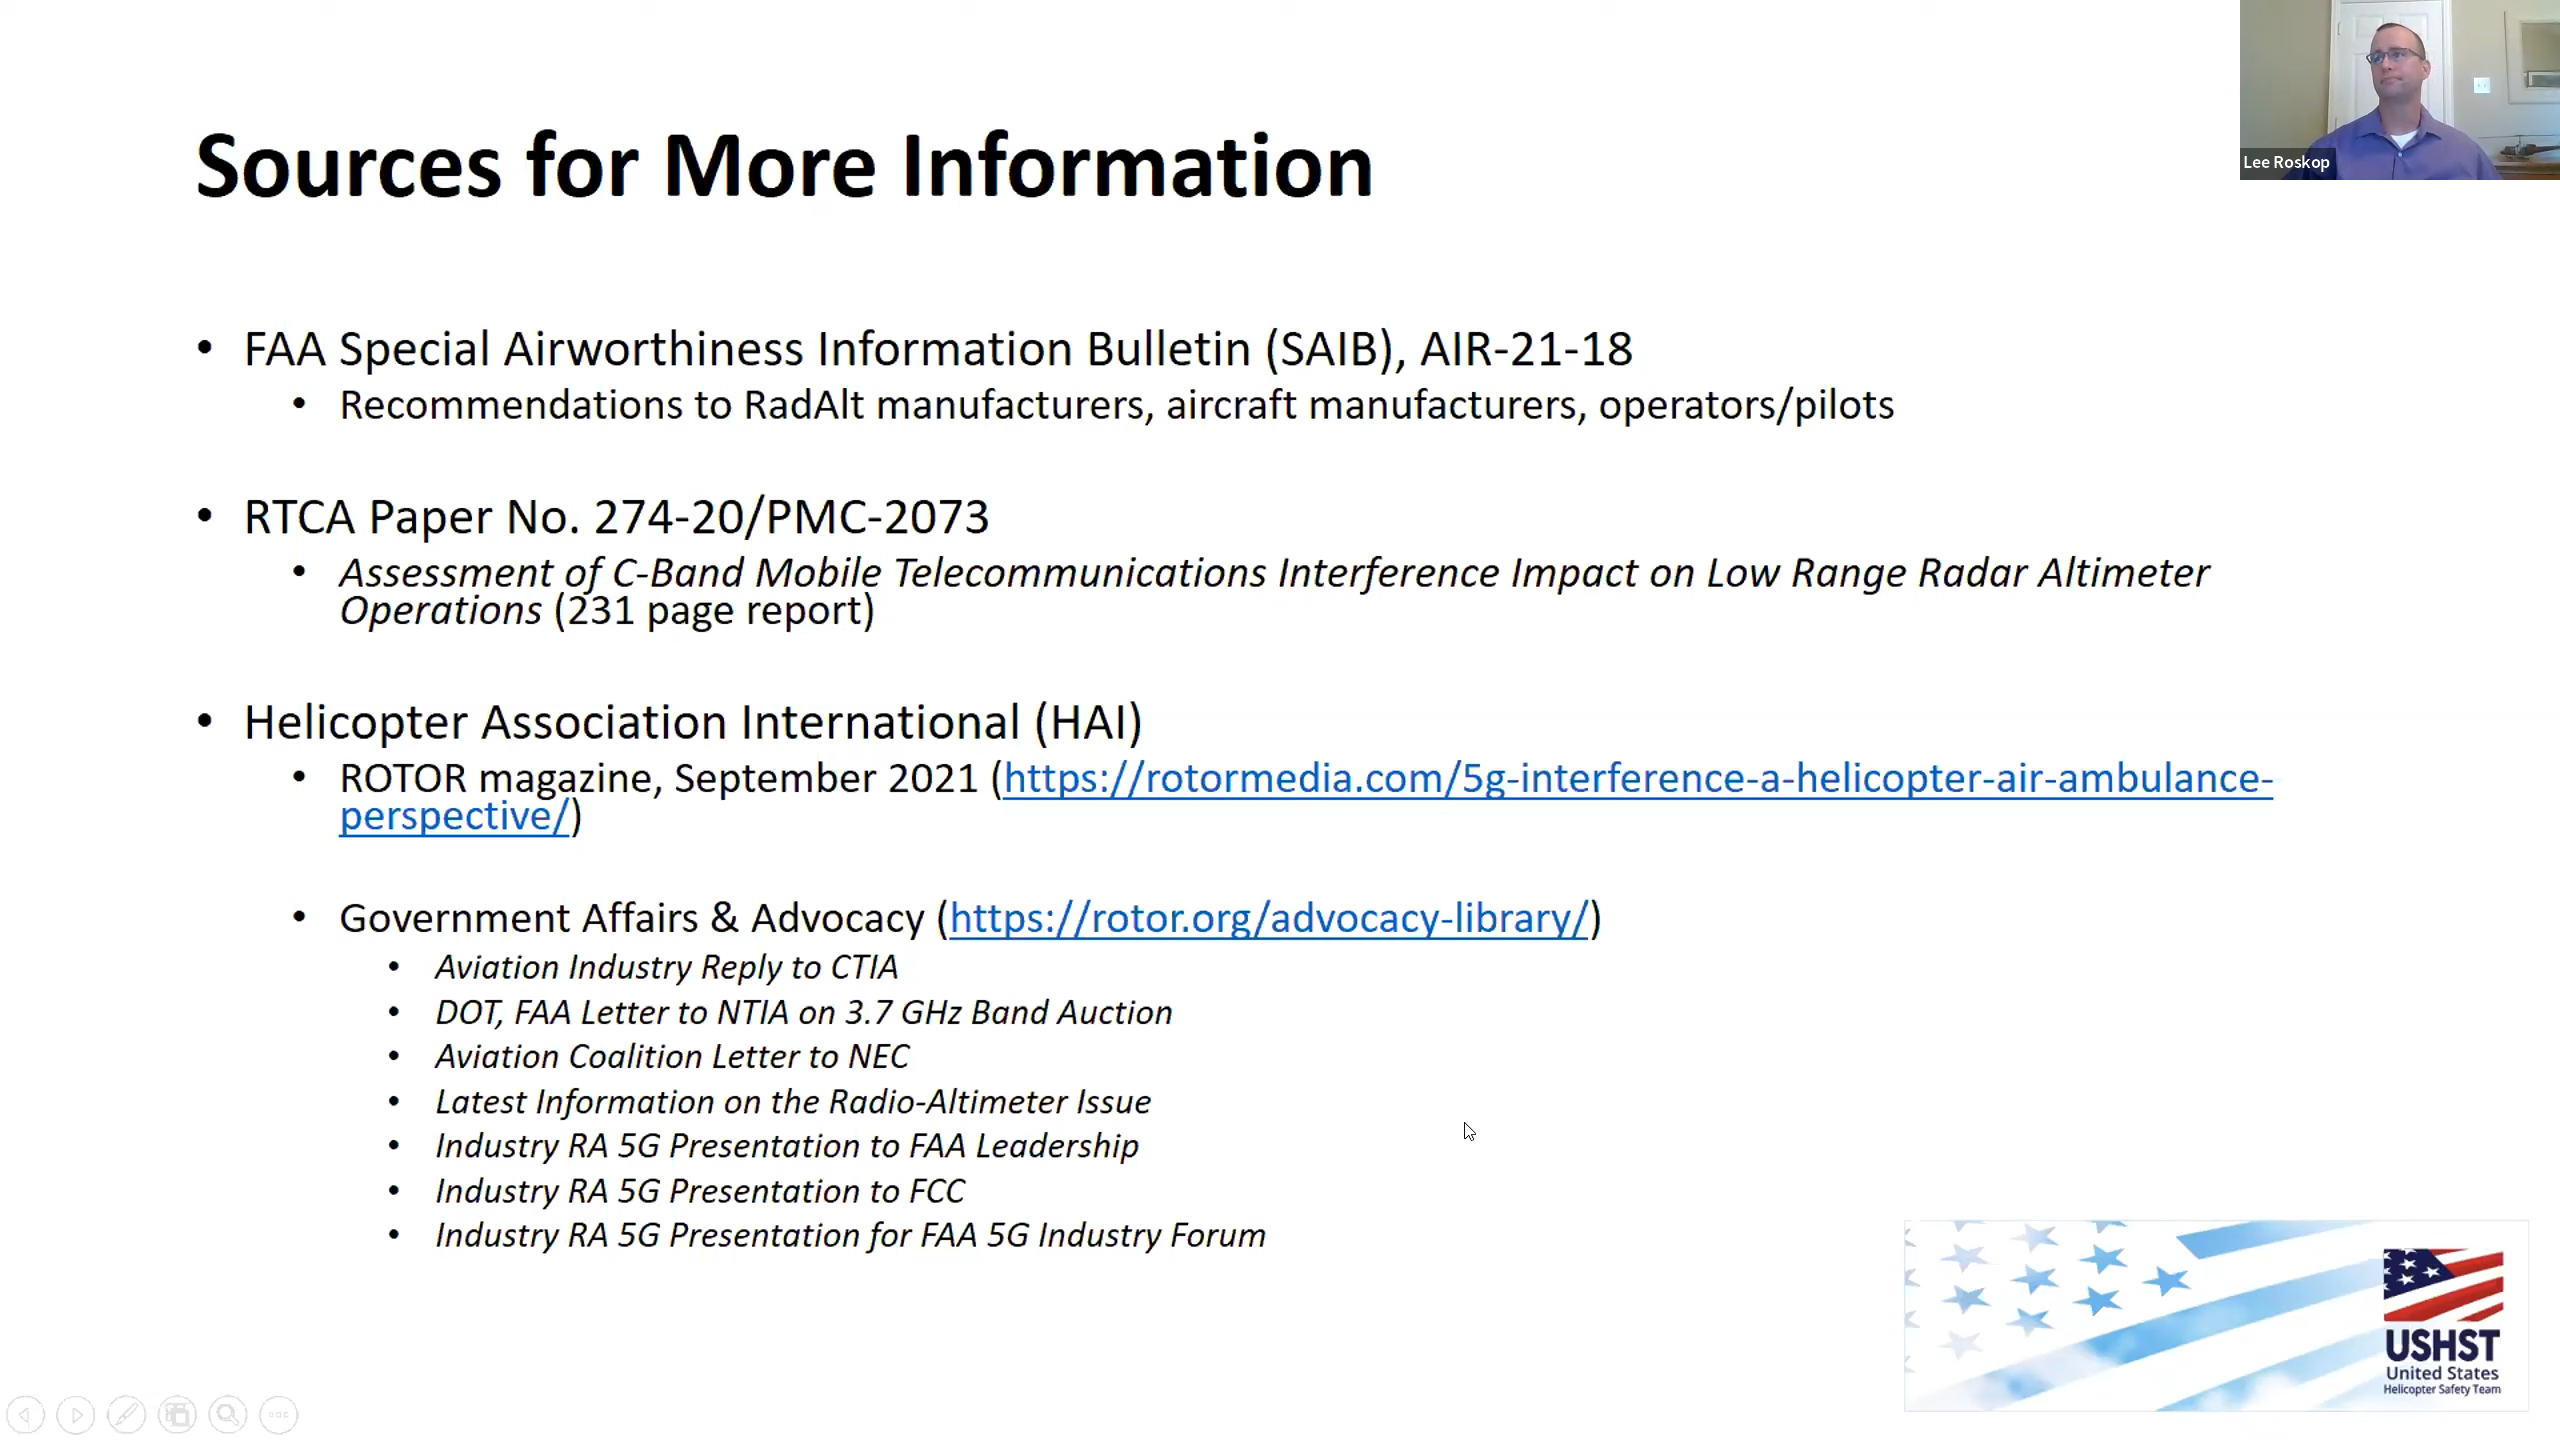 Sources for More Information
Lee Roskop
• FAA Special Airworthiness Information Bulletin (SAIB), AIR-21-18
• Recommendations to RadAlt manufacturers, aircraft manufacturers, operators/pilots
• RTCA Paper No. 274-20/PMC-2073
• Assessment of C-Band Mobile Telecommunications Interference Impact on Low Range Radar Altimeter
Operations (231 page report)
• Helicopter Association International (HAI)
• ROTOR magazine, September 2021 (https://rotormedia.com/5g-interference-a-helicopter-air-ambulance-
perspective/)
• Government Affairs & Advocacy (https://rotor.org/advocacy-library/)
• Aviation Industry Reply to CTIA
• DOT, FAA Letter to NTIA on 3.7 GHz Band Auction
• Aviation Coalition Letter to NEC
• Latest Information on the Radio-Altimeter Issue
• Industry RA 5G Presentation to FAA Leadership
• Industry RA 5G Presentation to FCC
• Industry RA 5G Presentation for FAA 5G Industry Forum
USHST
United States
Helicopter Safety Team